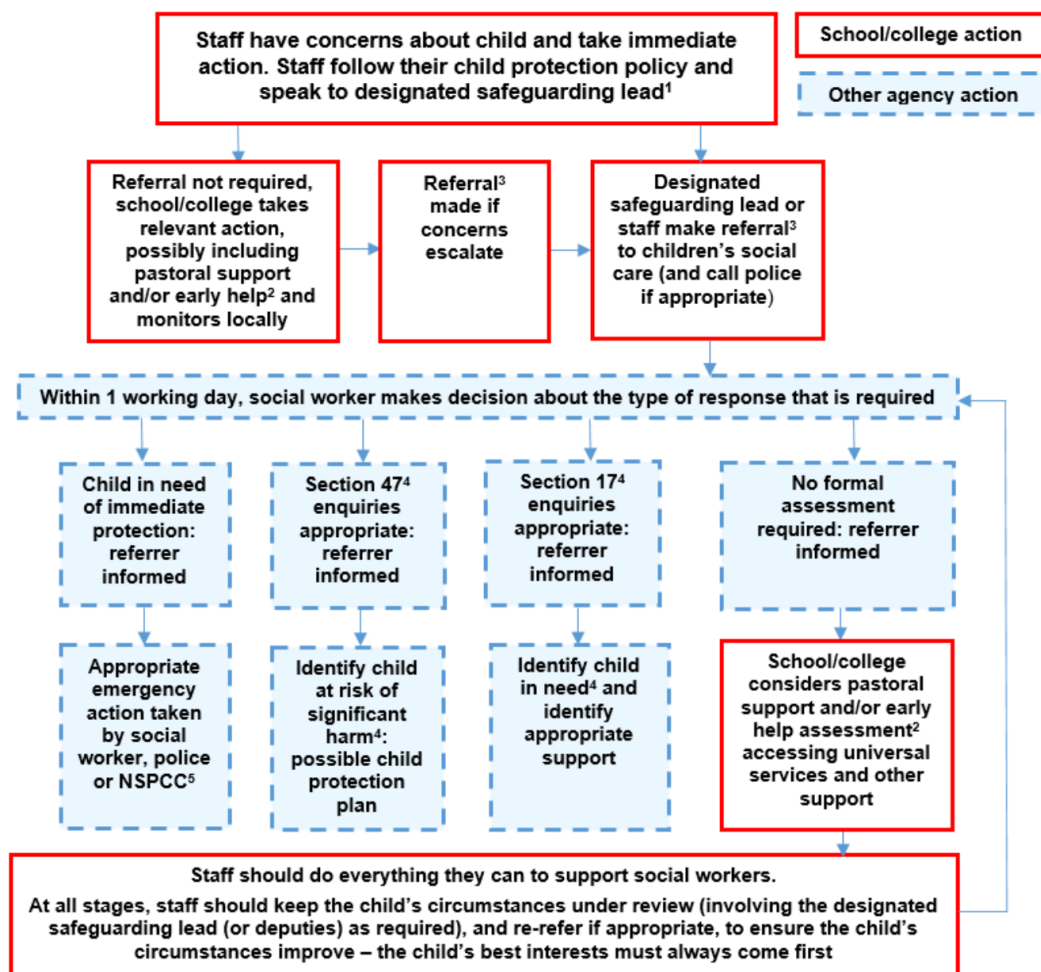 Staff have concerns about child and take immediate
action. Staff follow their child protection policy and
speak to designated safeguarding lead¹
School/college action
Other agency action
Referral not required,
school/college takes
relevant action,
possibly including
pastoral support
and/or early help² and
monitors locally
Referral³
made if
concerns
escalate
Designated
safeguarding lead or
staff make referral³
to children’s social
care (and call police
if appropriate)
Within 1 working day, social worker makes decision about the type of response that is required
Child in need
of immediate
protection:
referrer
informed
Section 47⁴
enquiries
appropriate:
referrer
informed
Section 17⁴
enquiries
appropriate:
referrer
informed
No formal
assessment
required: referrer
informed
Appropriate
emergency
action taken
by social
worker, police
or NSPCC⁵
Identify child
at risk of
significant
harm⁴:
possible child
protection
plan
Identify child
in need⁴ and
identify
appropriate
support
School/college
considers pastoral
support and/or early
help assessment²
accessing universal
services and other
support
Staff should do everything they can to support social workers.
At all stages, staff should keep the child’s circumstances under review (involving the designated
safeguarding lead (or deputies) as required), and re-refer if appropriate, to ensure the child’s
circumstances improve – the child’s best interests must always come first